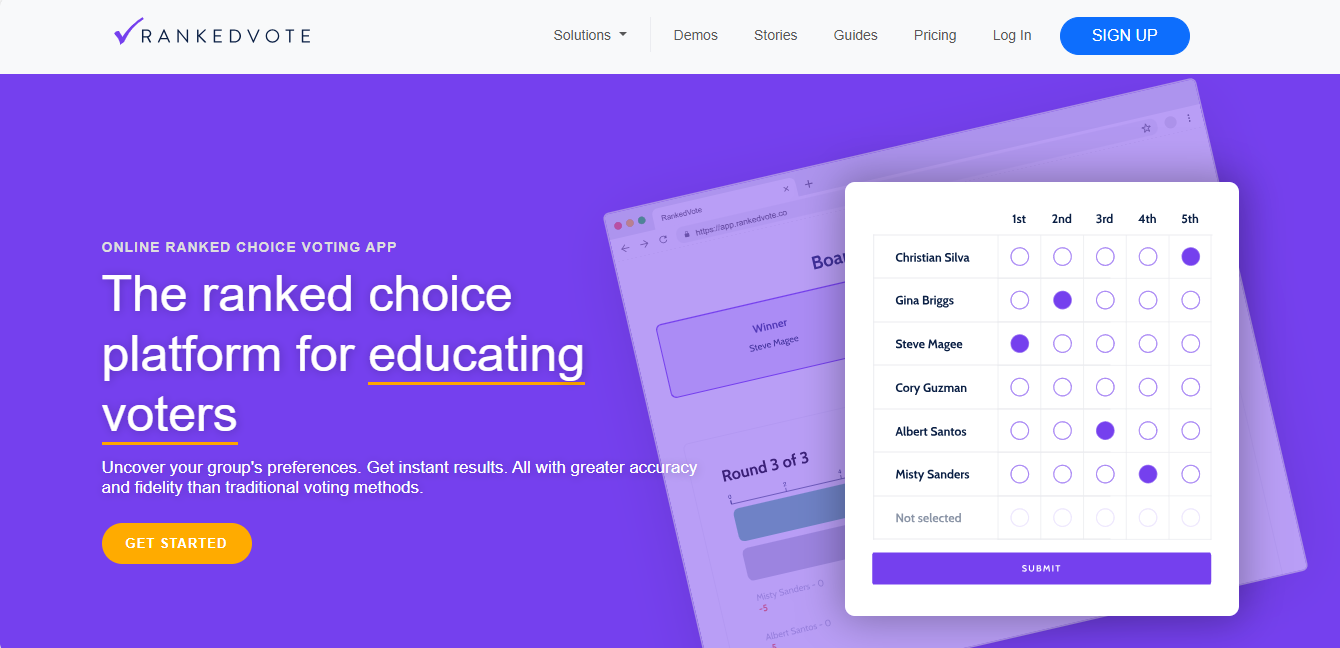 RANKEDVOTE
Solutions
Demos
Stories
Guides
Pricing
Log In
SIGN UP
ONLINE RANKED CHOICE VOTING APP
The ranked choice
platform for educating
voters
Uncover your group's preferences. Get instant results. All with greater accuracy
and fidelity than traditional voting methods.
GET STARTED
RankedVote
https://app.rankedvote.co
Winner
Steve Magee
Round 3 of 3
0 2 4
Misty Sanders - 0
-5
Albert Santos - 0
1st 2nd 3rd 4th 5th
Christian Silva
Gina Briggs
Steve Magee
Cory Guzman
Albert Santos
Misty Sanders
Not selected
SUBMIT